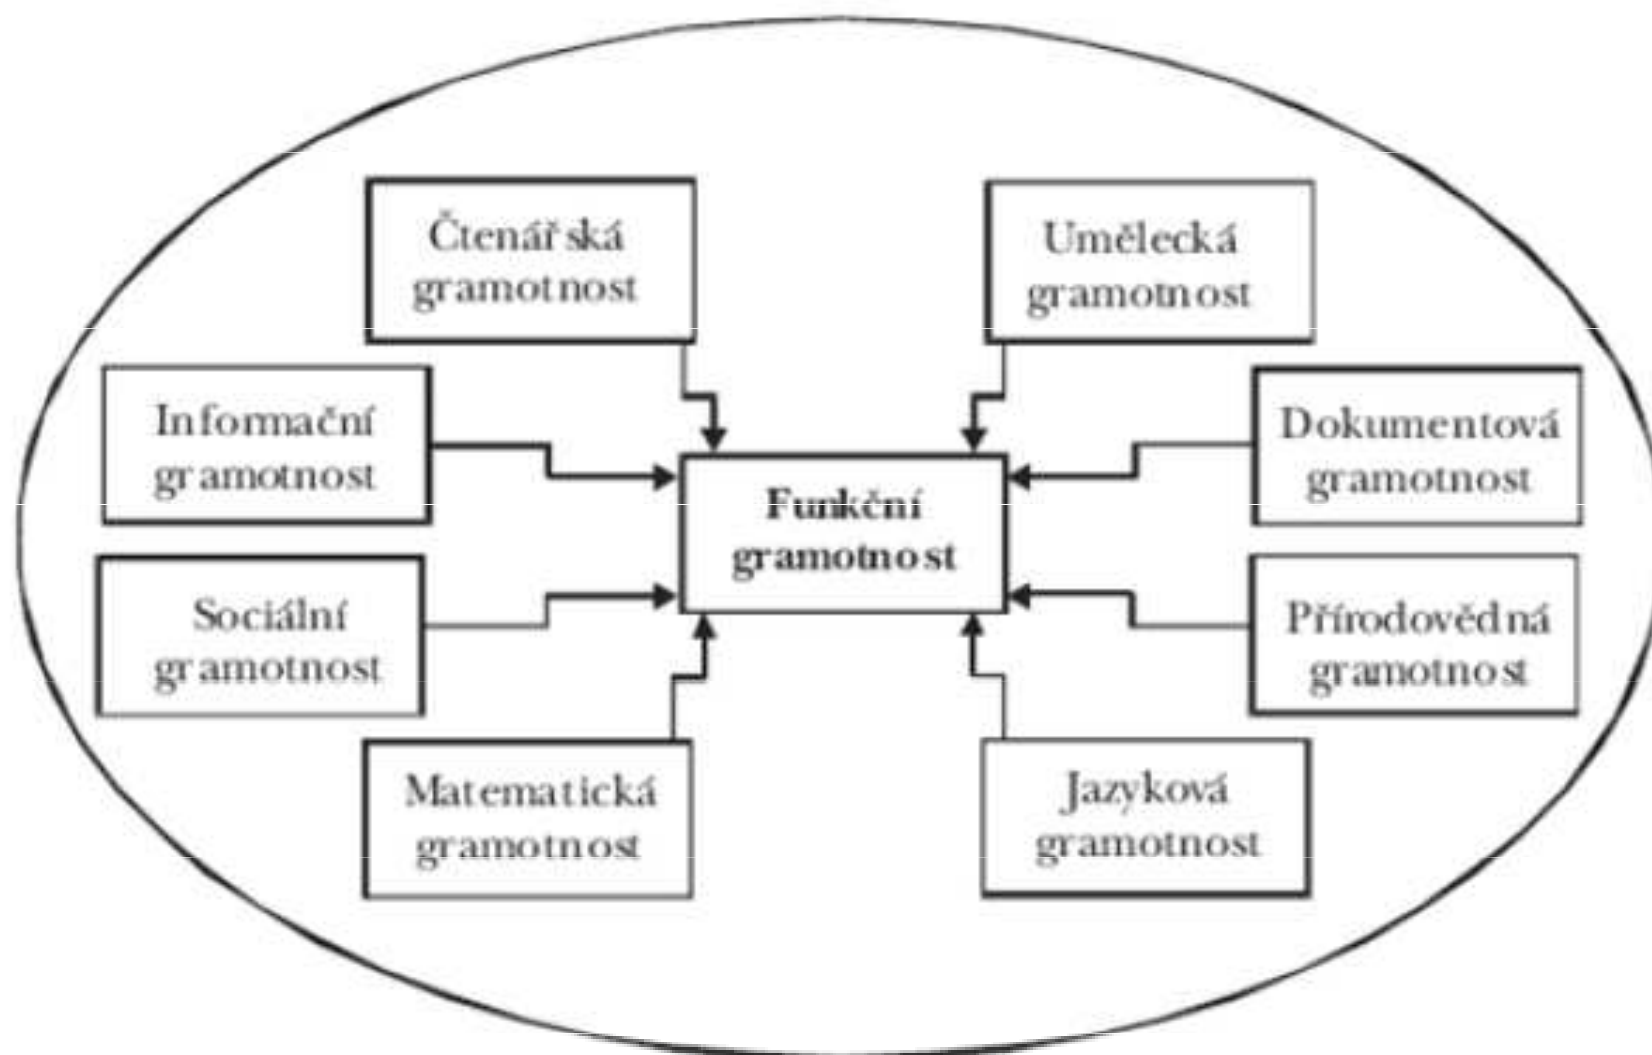 Čtenářská
gramotnost
Umělecká
gramotnost
Informační
gramotnost
Dokumentová
gramotnost
Funkční
gramotnost
Sociální
gramotnost
Přírodovědná
gramotnost
Matematická
gramotnost
Jazyková
gramotnost